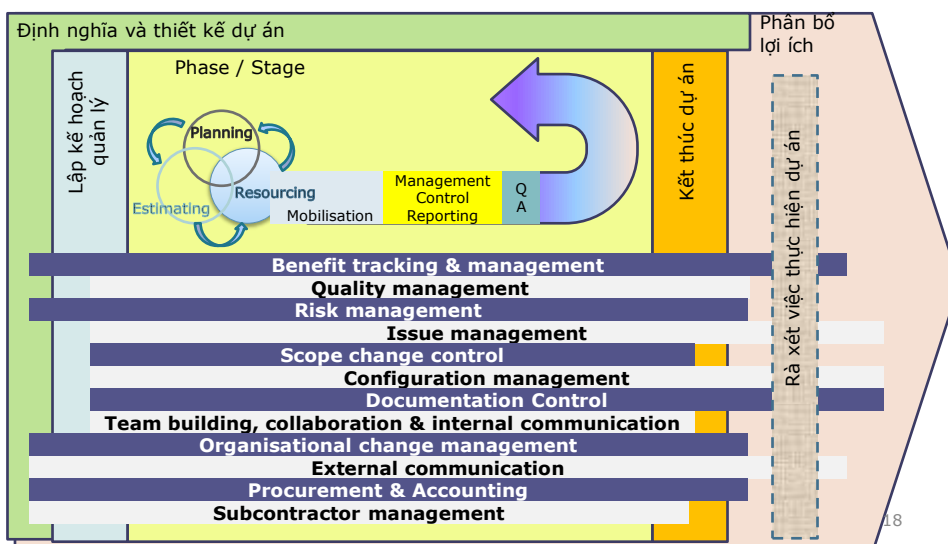 Định nghĩa và thiết kế dự án
Phân bổ
lợi ích
Lập kế hoạch
quản lý
Phase / Stage
Planning
Resourcing
Estimating
Mobilisation
Management
Control
Reporting
Q
A
Kết thúc dự án
Rà xét việc thực hiện dự án
Benefit tracking & management
Quality management
Risk management
Issue management
Scope change control
Configuration management
Documentation Control
Team building, collaboration & internal communication
Organisational change management
External communication
Procurement & Accounting
Subcontractor management
18